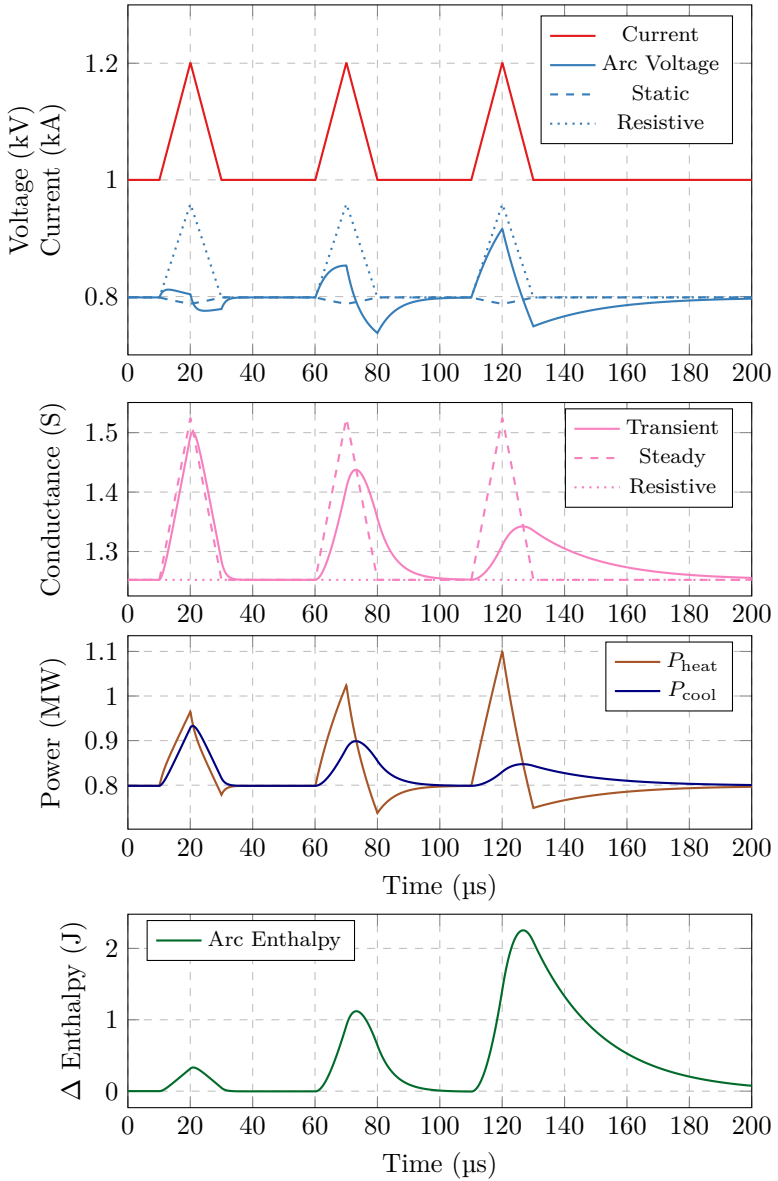 Voltage (kV)
Current (kA)
1.2
1
0.8
Current
Arc Voltage
Static
Resistive
0 20 40 60 80 100 120 140 160 180 200
Conductance (S)
1.5
1.4
1.3
Transient
Steady
Resistive
0 20 40 60 80 100 120 140 160 180 200
Power (MW)
1.1
1
0.9
0.8
P_heat
P_cool
0 20 40 60 80 100 120 140 160 180 200
Time (µs)
Δ Enthalpy (J)
2
1
0
Arc Enthalpy
0 20 40 60 80 100 120 140 160 180 200
Time (µs)